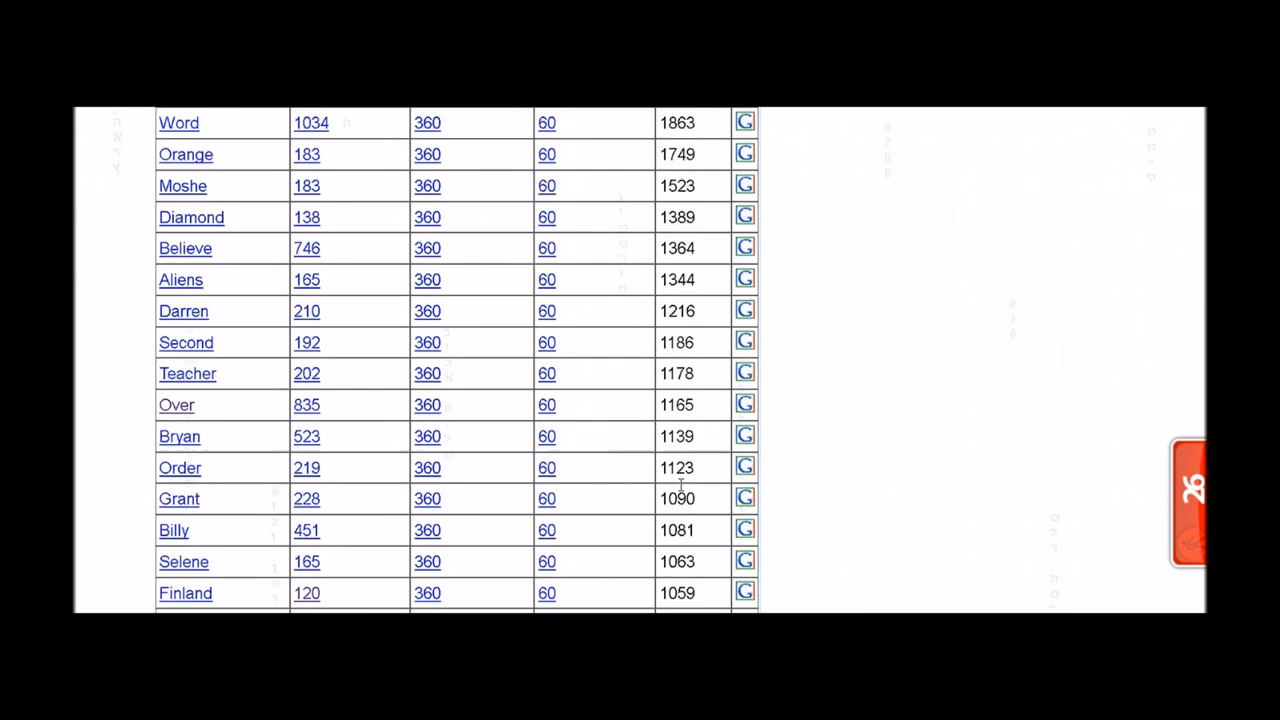 Word 1034 360 60 1863 G
Orange 183 360 60 1749 G
Moshe 183 360 60 1523 G
Diamond 138 360 60 1389 G
Believe 746 360 60 1364 G
Aliens 165 360 60 1344 G
Darren 210 360 60 1216 G
Second 192 360 60 1186 G
Teacher 202 360 60 1178 G
Over 835 360 60 1165 G
Bryan 523 360 60 1139 G
Order 219 360 60 1123 G
Grant 228 360 60 1090 G
Billy 451 360 60 1081 G
Selene 165 360 60 1063 G
Finland 120 360 60 1059 G
26